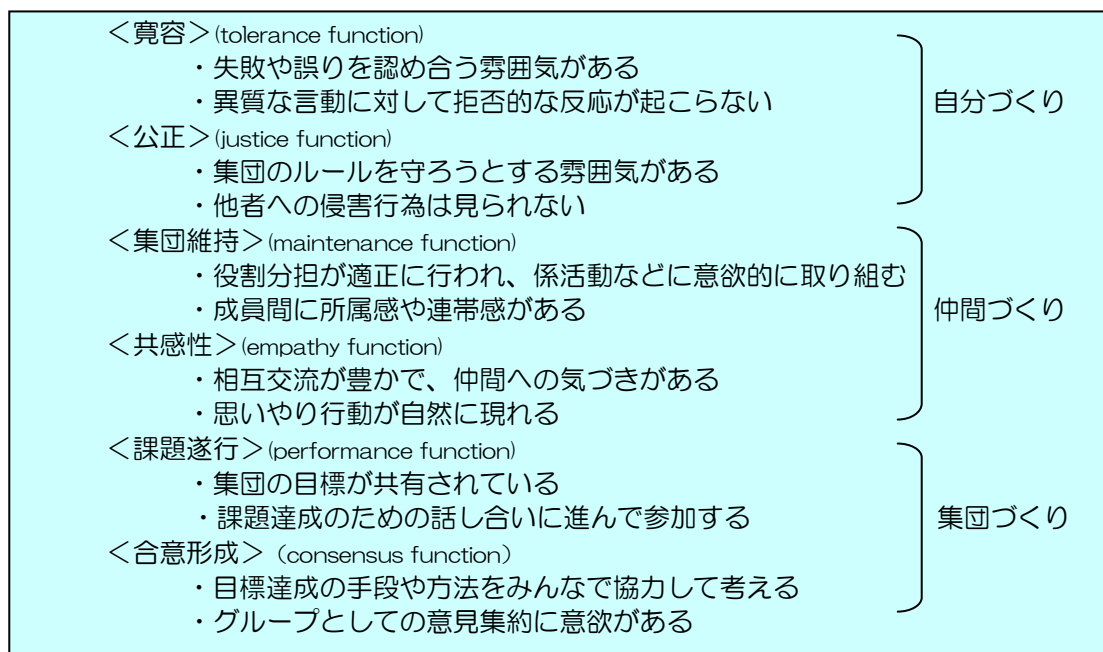 ＜寛容＞(tolerance function)
・失敗や誤りを認め合う雰囲気がある
・異質な言動に対して拒否的な反応が起こらない
自分づくり
＜公正＞(justice function)
・集団のルールを守ろうとする雰囲気がある
・他者への侵害行為は見られない
＜集団維持＞(maintenance function)
・役割分担が適正に行われ、係活動などに意欲的に取り組む
・成員間に所属感や連帯感がある
仲間づくり
＜共感性＞(empathy function)
・相互交流が豊かで、仲間への気づきがある
・思いやり行動が自然に現れる
＜課題遂行＞(performance function)
・集団の目標が共有されている
・課題達成のための話し合いに進んで参加する
集団づくり
＜合意形成＞（consensus function）
・目標達成の手段や方法をみんなで協力して考える
・グループとしての意見集約に意欲がある